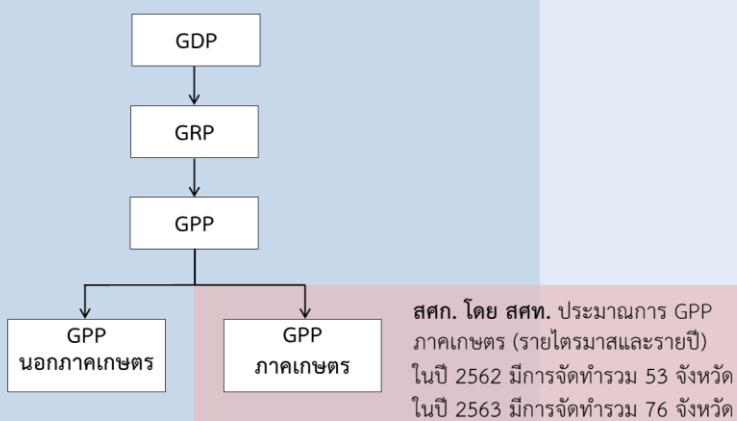 GDP
GRP
GPP
GPP
นอกภาคเกษตร
GPP
ภาคเกษตร
สศก. โดย สศท. ประมาณการ GPP
ภาคเกษตร (รายไตรมาสและรายปี)
ในปี 2562 มีการจัดทำรวม 53 จังหวัด
ในปี 2563 มีการจัดทำรวม 76 จังหวัด